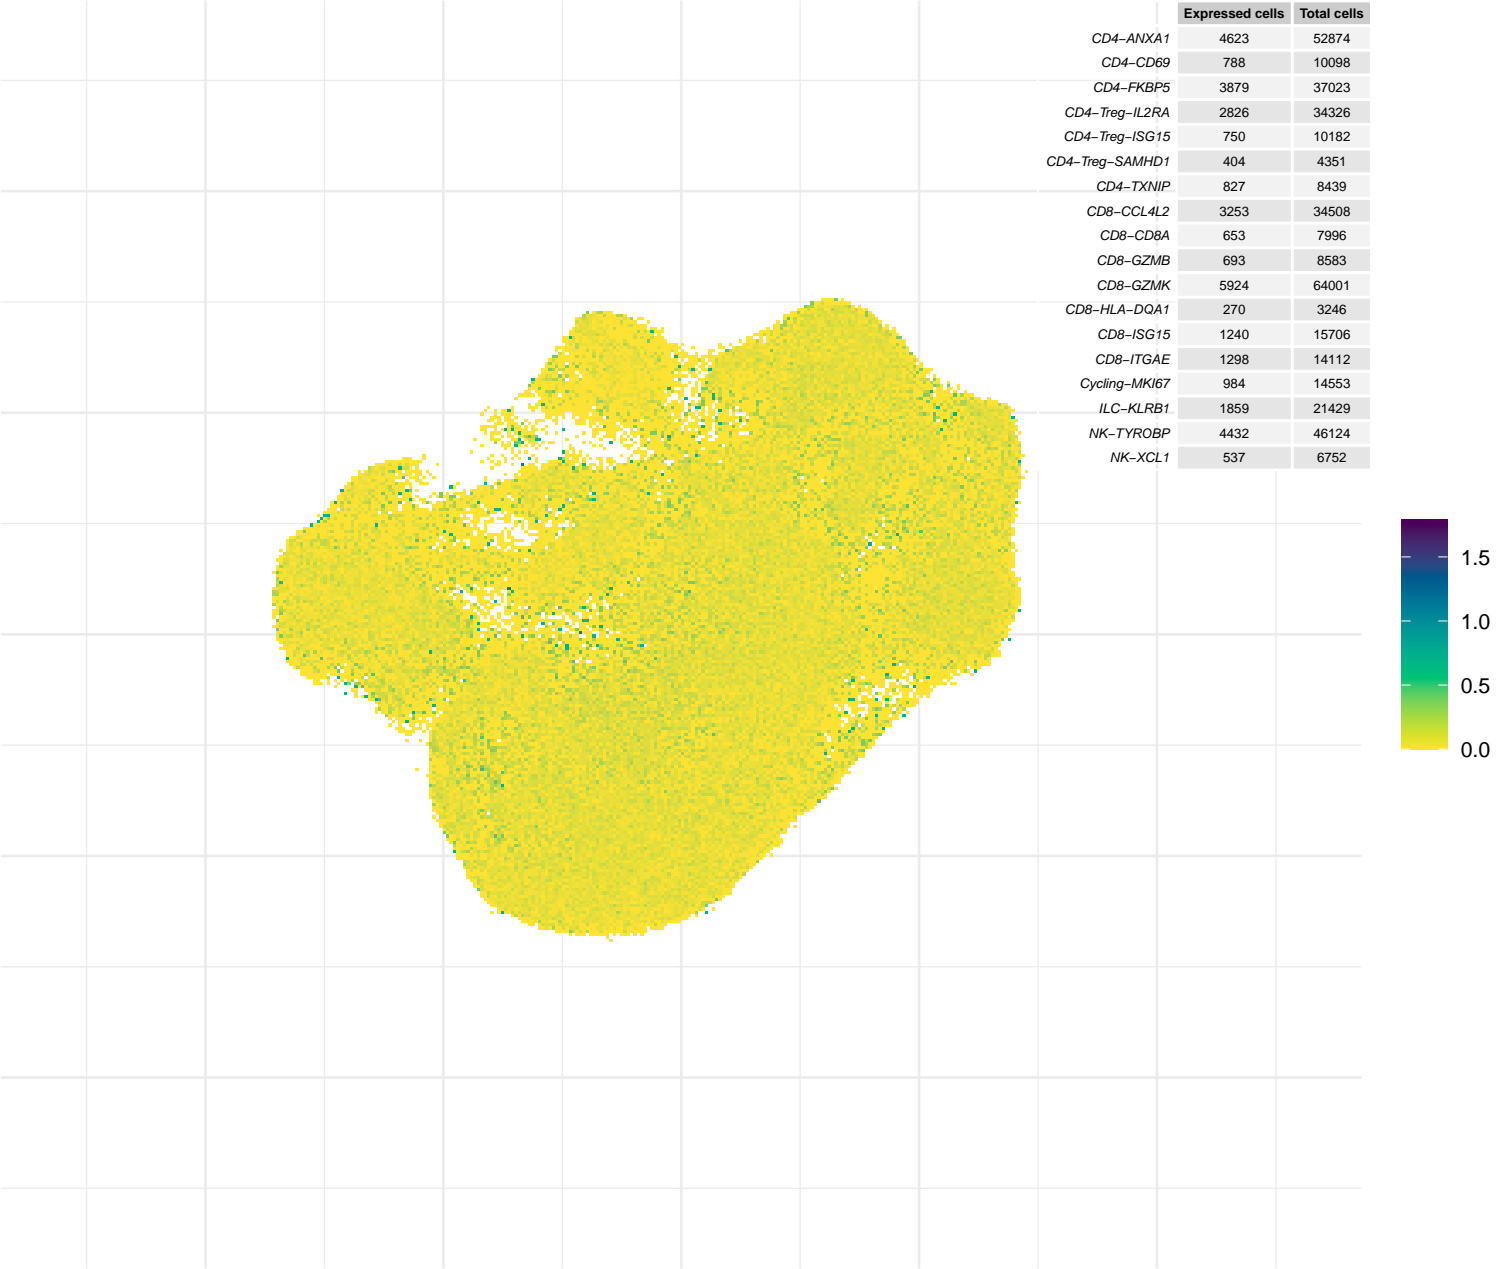 Expressed cells Total cells
CD4−ANXA1 4623 52874
CD4−CD69 788 10098
CD4−FKBP5 3879 37023
CD4−Treg−IL2RA 2826 34326
CD4−Treg−ISG15 750 10182
CD4−Treg−SAMHD1 404 4351
CD4−TXNIP 827 8439
CD8−CCL4L2 3253 34508
CD8−CD8A 653 7996
CD8−GZMB 693 8583
CD8−GZMK 5924 64001
CD8−HLA−DQA1 270 3246
CD8−ISG15 1240 15706
CD8−ITGAE 1298 14112
Cycling−MKI67 984 14553
ILC−KLRB1 1859 21429
NK−TYROBP 4432 46124
NK−XCL1 537 6752
1.5
1.0
0.5
0.0